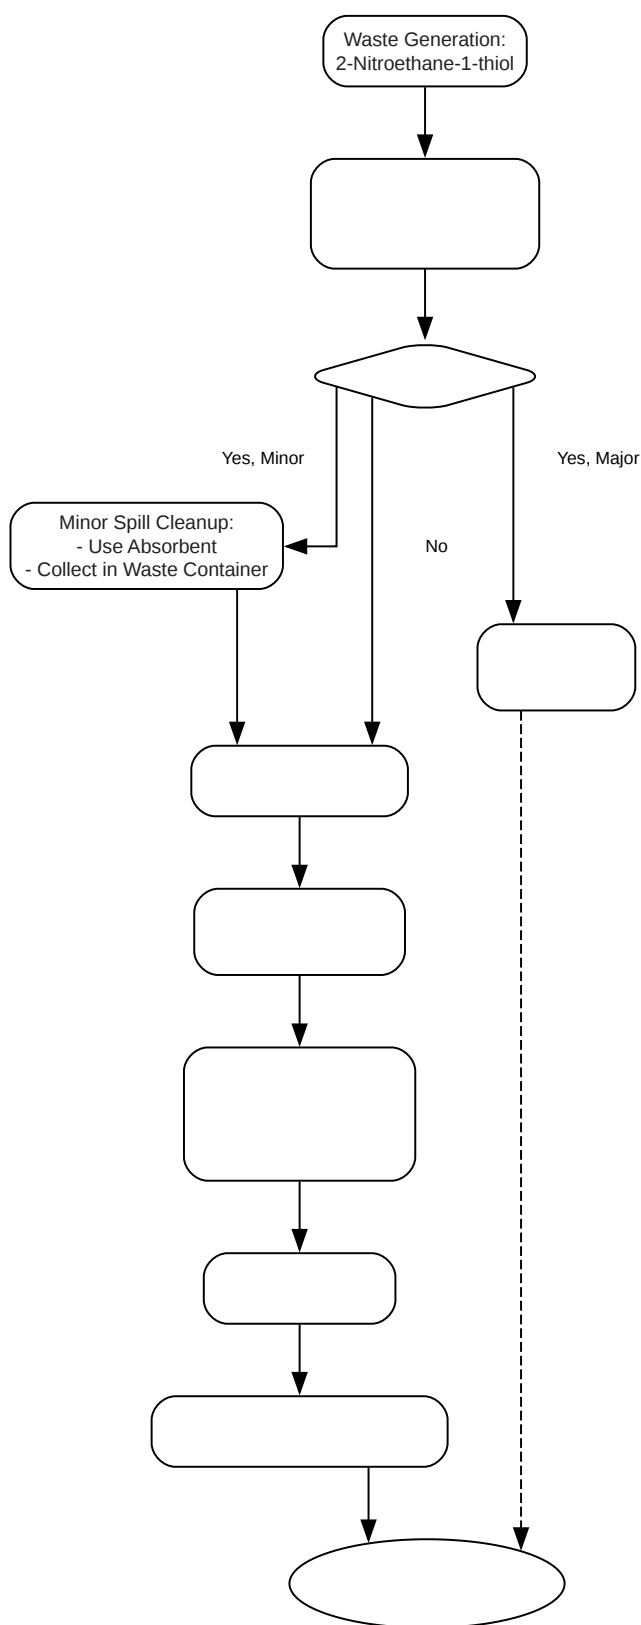 Waste Generation:
2-Nitroethane-1-thiol
Yes, Minor
Yes, Major
Minor Spill Cleanup:
- Use Absorbent
- Collect in Waste Container
No